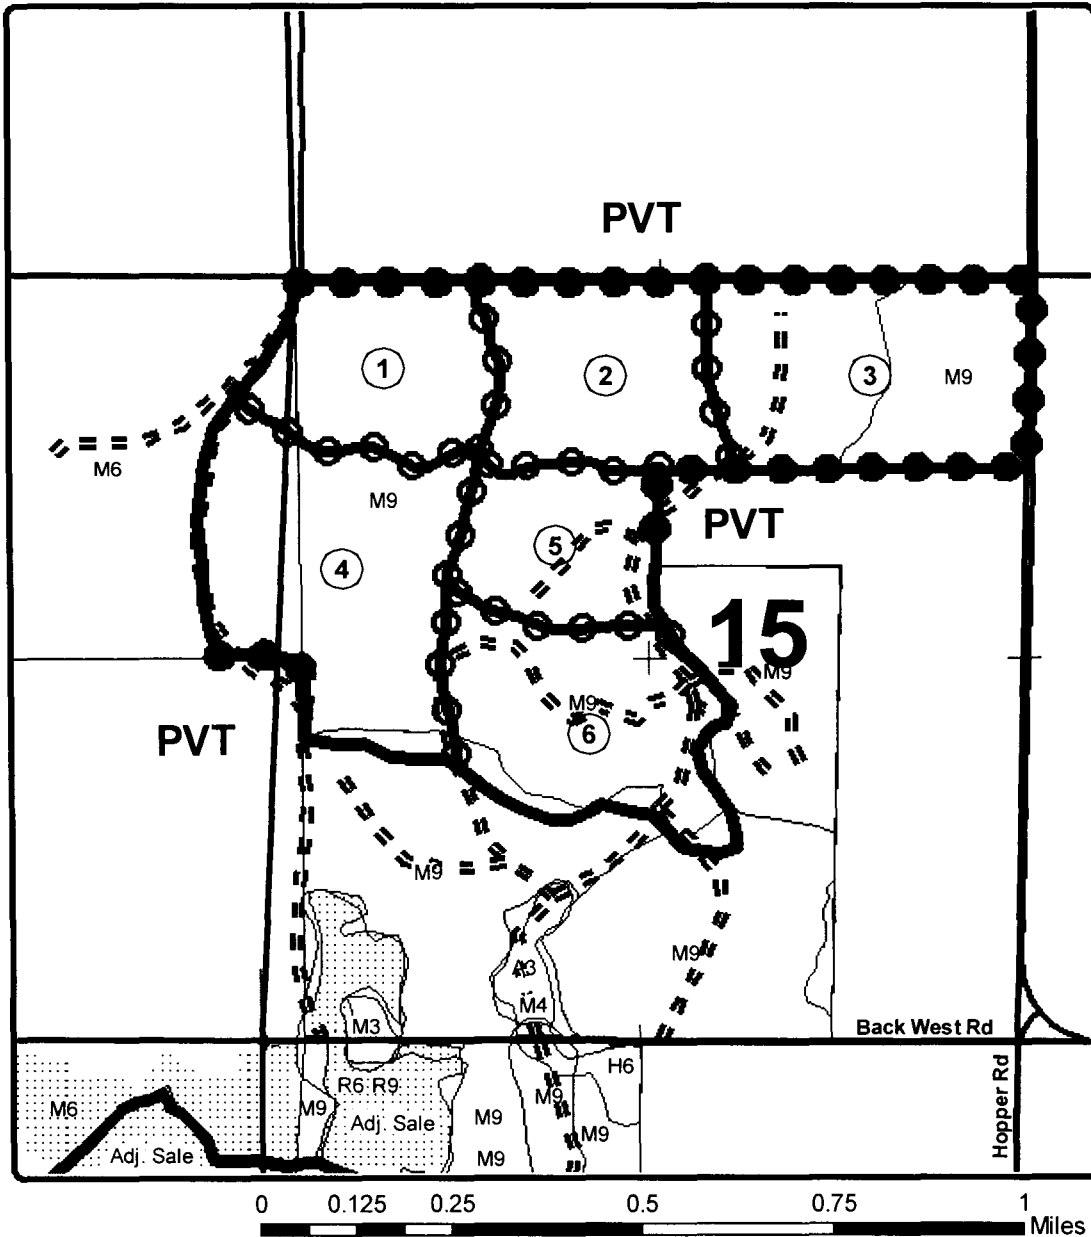 PVT
1
2
3
M9
M6
M9
PVT
5
4
15
M9
M9
6
PVT
M9
M9
A3
M4
M3
Back West Rd
H6
R6 R9
M9
M6
M9
M9
Adj. Sale
M9
Adj. Sale
M9
Hopper Rd
0 0.125 0.25 0.5 0.75 1
Miles